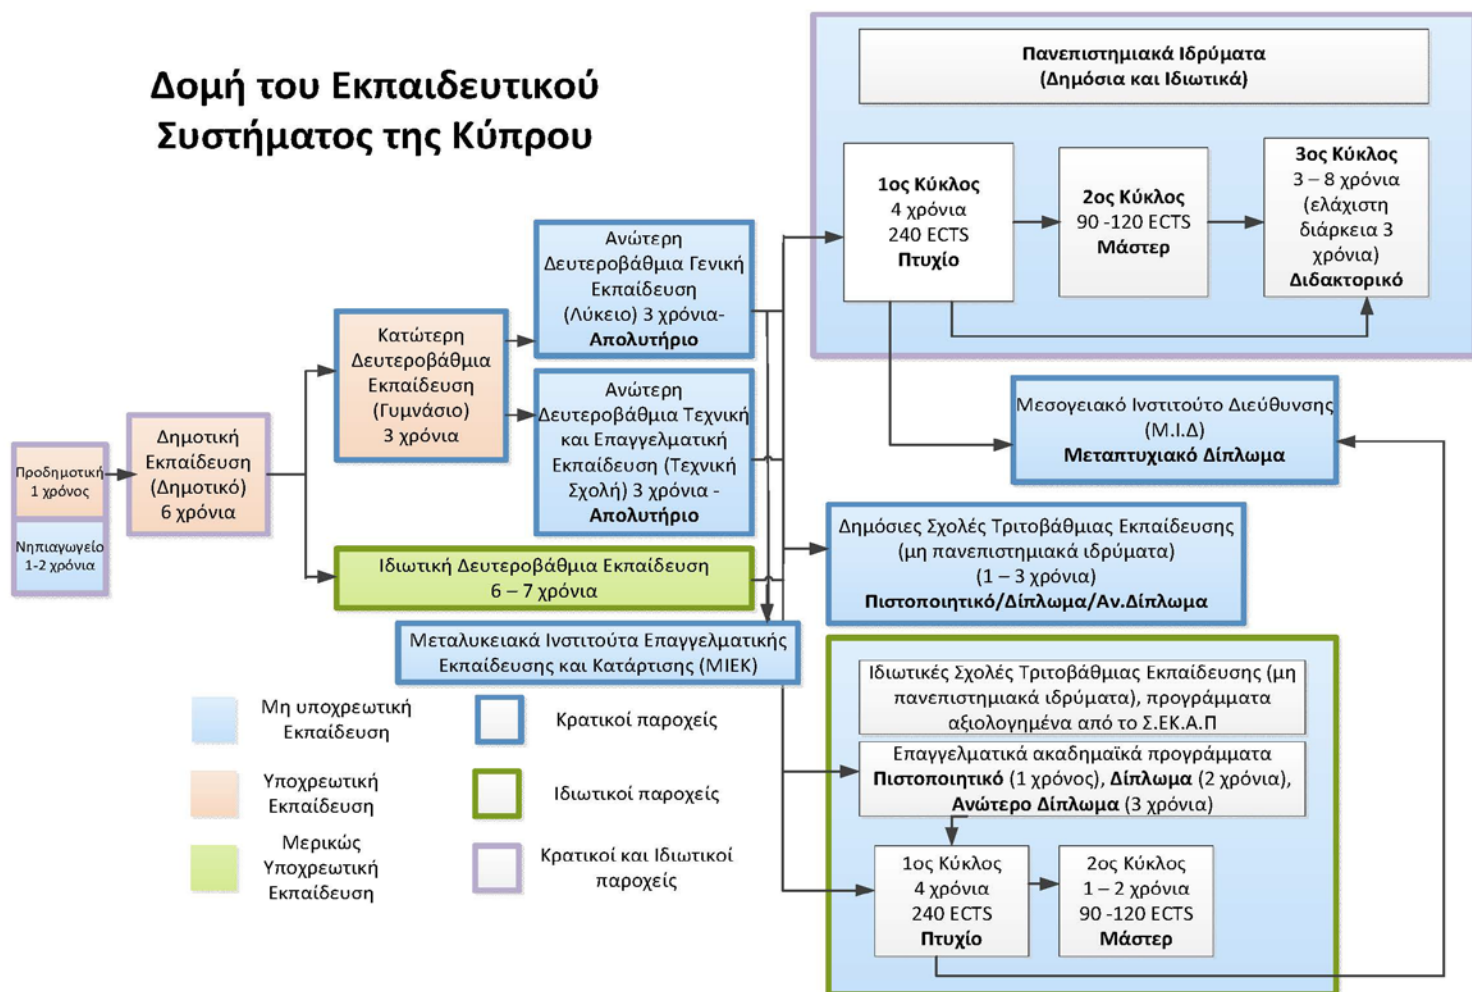 Δομή του Εκπαιδευτικού
Συστήματος της Κύπρου
Προδημοτική
1 χρόνος
Νηπιαγωγείο
1-2 χρόνια
Δημοτική
Εκπαίδευση
(Δημοτικό)
6 χρόνια
Κατώτερη
Δευτεροβάθμια
Εκπαίδευση
(Γυμνάσιο)
3 χρόνια
Ανώτερη
Δευτεροβάθμια Γενική
Εκπαίδευση
(Λύκειο) 3 χρόνια-
Απολυτήριο
Ανώτερη
Δευτεροβάθμια Τεχνική
και Επαγγελματική
Εκπαίδευση (Τεχνική
Σχολή) 3 χρόνια -
Απολυτήριο
Ιδιωτική Δευτεροβάθμια Εκπαίδευση
6 – 7 χρόνια
Μεταλυκειακά Ινστιτούτα Επαγγελματικής
Εκπαίδευσης και Κατάρτισης (ΜΙΕΚ)
Πανεπιστημιακά Ιδρύματα
(Δημόσια και Ιδιωτικά)
1ος Κύκλος
4 χρόνια
240 ECTS
Πτυχίο
2ος Κύκλος
90 -120 ECTS
Μάστερ
3ος Κύκλος
3 – 8 χρόνια
(ελάχιστη
διάρκεια 3
χρόνια)
Διδακτορικό
Μεσογειακό Ινστιτούτο Διεύθυνσης
(Μ.Ι.Δ)
Μεταπτυχιακό Δίπλωμα
Δημόσιες Σχολές Τριτοβάθμιας Εκπαίδευσης
(μη πανεπιστημιακά ιδρύματα)
(1 – 3 χρόνια)
Πιστοποιητικό/Δίπλωμα/Αν.Δίπλωμα
Ιδιωτικές Σχολές Τριτοβάθμιας Εκπαίδευσης (μη
πανεπιστημιακά ιδρύματα), προγράμματα
αξιολογημένα από το Σ.ΕΚ.Α.Π
Επαγγελματικά ακαδημαϊκά προγράμματα
Πιστοποιητικό (1 χρόνος), Δίπλωμα (2 χρόνια),
Ανώτερο Δίπλωμα (3 χρόνια)
1ος Κύκλος
4 χρόνια
240 ECTS
Πτυχίο
2ος Κύκλος
1 – 2 χρόνια
90 -120 ECTS
Μάστερ
Μη υποχρεωτική
Εκπαίδευση
Υποχρεωτική
Εκπαίδευση
Μερικώς
Υποχρεωτική
Εκπαίδευση
Κρατικοί παροχείς
Ιδιωτικοί παροχείς
Κρατικοί και Ιδιωτικοί
παροχείς